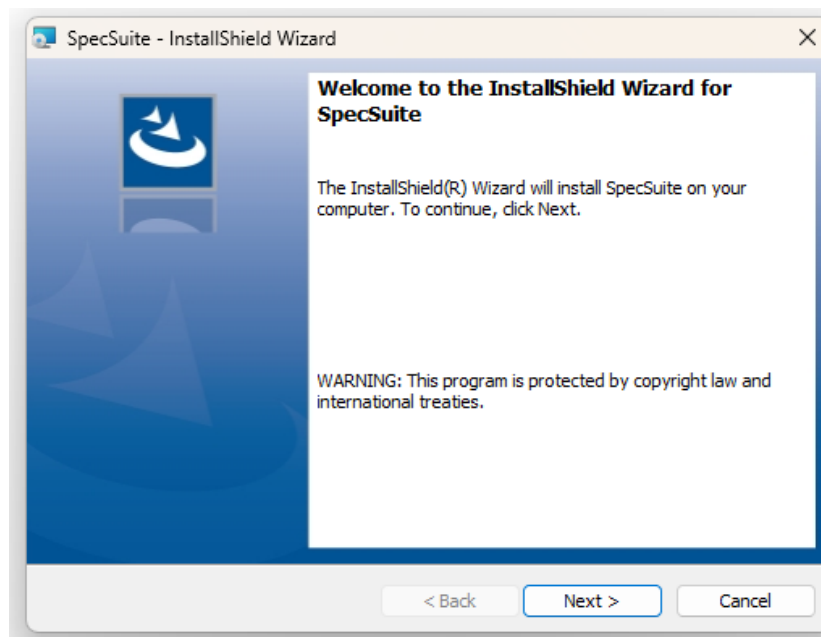 SpecSuite - InstallShield Wizard
Welcome to the InstallShield Wizard for
SpecSuite
The InstallShield(R) Wizard will install SpecSuite on your
computer. To continue, click Next.
WARNING: This program is protected by copyright law and
international treaties.
< Back Next > Cancel